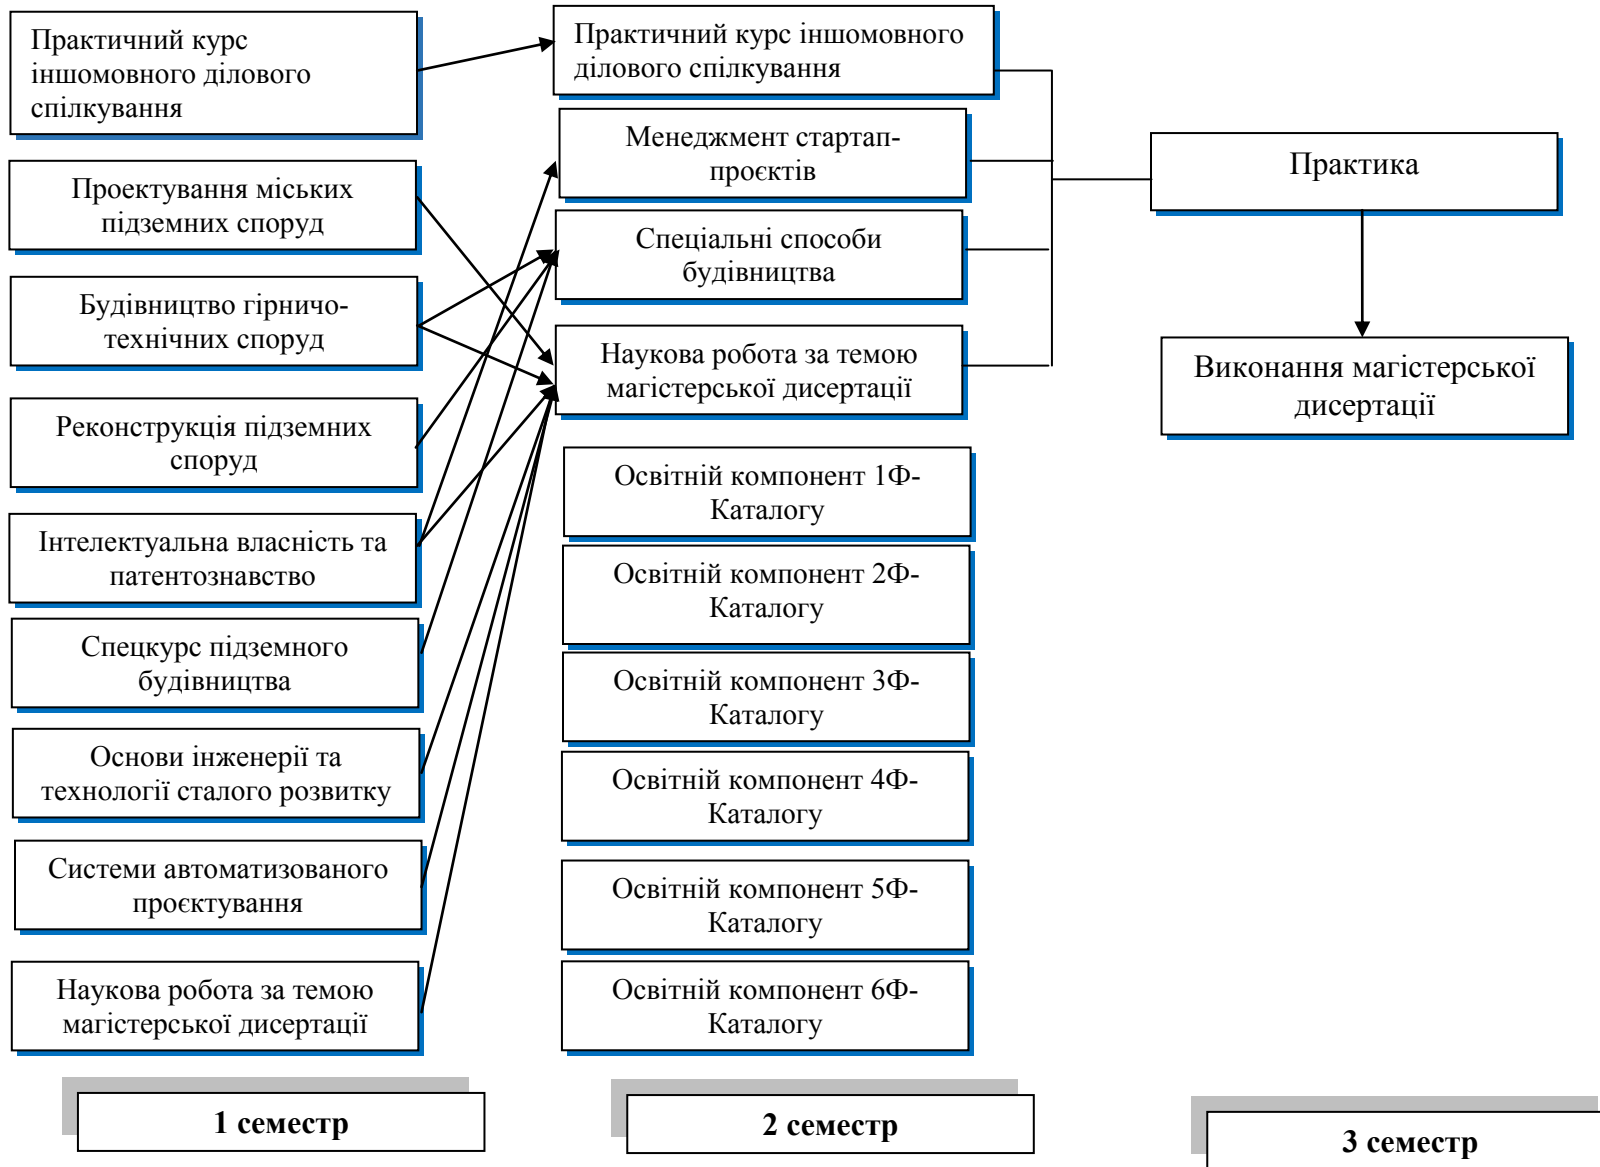 Практичний курс
іншомовного ділового
спілкування
Проектування міських
підземних споруд
Будівництво гірничо-
технічних споруд
Реконструкція підземних
споруд
Інтелектуальна власність та
патентознавство
Спецкурс підземного
будівництва
Основи інженерії та
технології сталого розвитку
Системи автоматизованого
проєктування
Наукова робота за темою
магістерської дисертації
1 семестр
Практичний курс іншомовного
ділового спілкування
Менеджмент стартап-
проєктів
Спеціальні способи
будівництва
Наукова робота за темою
магістерської дисертації
Освітній компонент 1Ф-
Каталогу
Освітній компонент 2Ф-
Каталогу
Освітній компонент 3Ф-
Каталогу
Освітній компонент 4Ф-
Каталогу
Освітній компонент 5Ф-
Каталогу
Освітній компонент 6Ф-
Каталогу
2 семестр
Практика
Виконання магістерської
дисертації
3 семестр